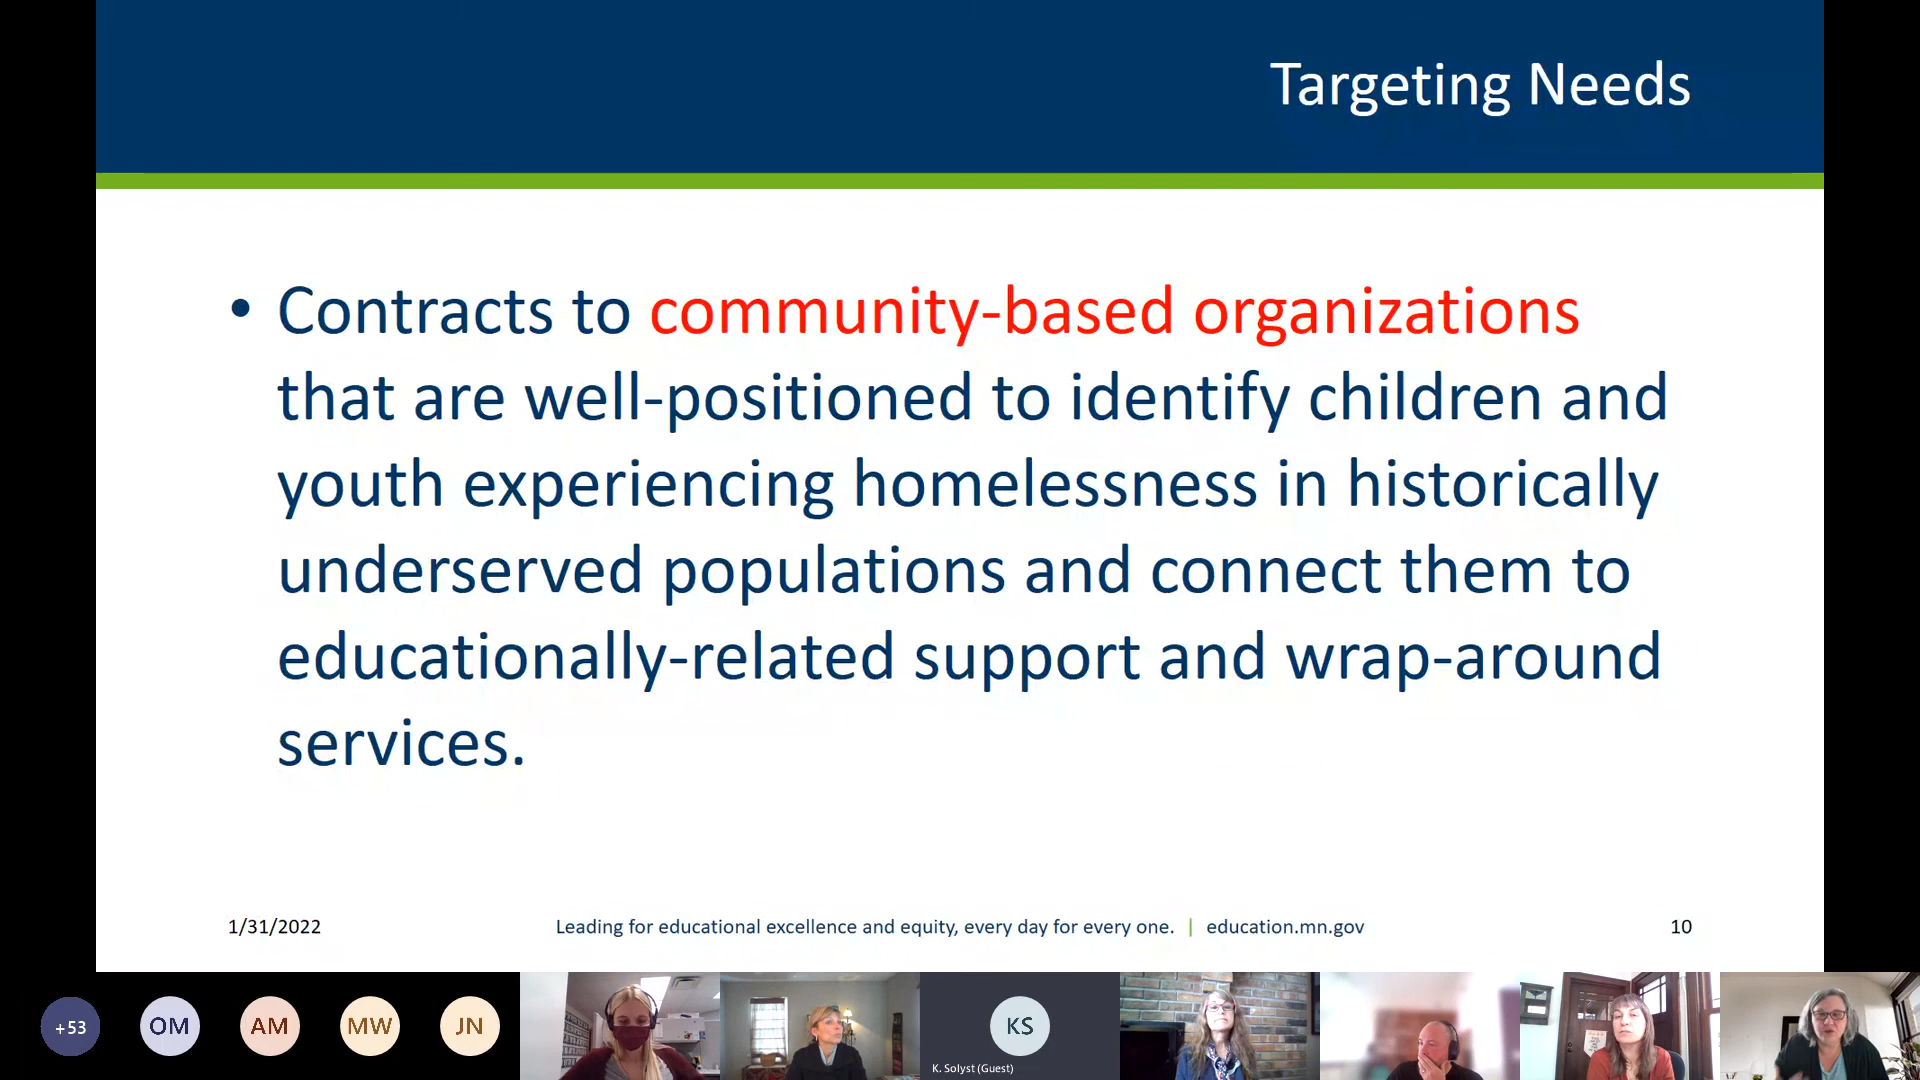 Targeting Needs
• Contracts to community-based organizations
that are well-positioned to identify children and
youth experiencing homelessness in historically
underserved populations and connect them to
educationally-related support and wrap-around
services.
1/31/2022
Leading for educational excellence and equity, every day for every one. | education.mn.gov
10
+53
OM
AM
MW
JN
KS
K. Solyst (Guest)